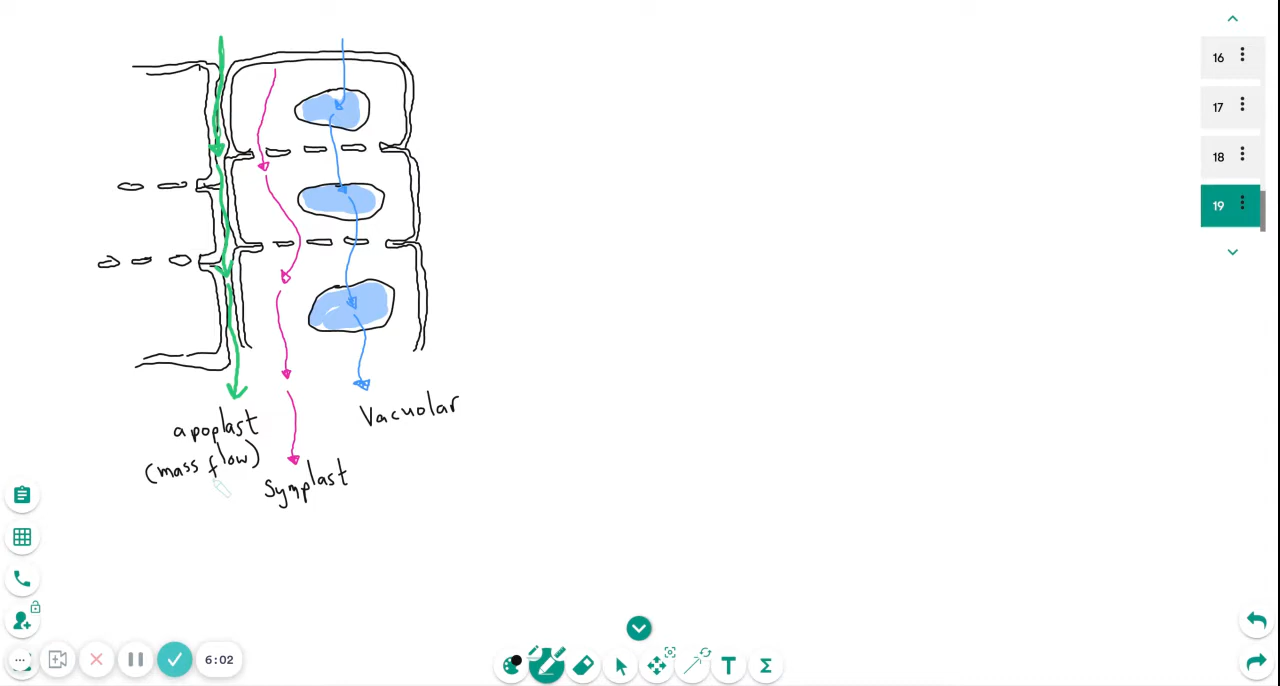 apoplast
(mass flow)
Symplast
Vacuolar
16
17
18
19
6:02
T
Σ